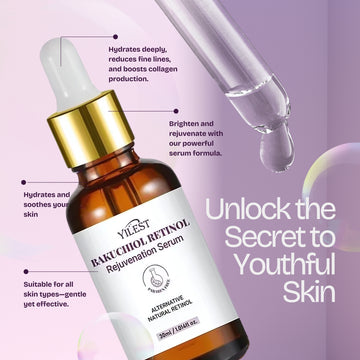 Hydrates deeply,
reduces fine lines,
and boosts collagen
production.
Brighten and
rejuvenate with
our powerful
serum formula.
Hydrates and
soothes your
skin
Suitable for all
skin types—gentle
yet effective.
YILEST
BAKUCHIOL RETINOL
Rejuvenation Serum
ALTERNATIVE
NATURAL RETINOL
30ml / 1.014fl oz.
Unlock the
Secret to
Youthful
Skin